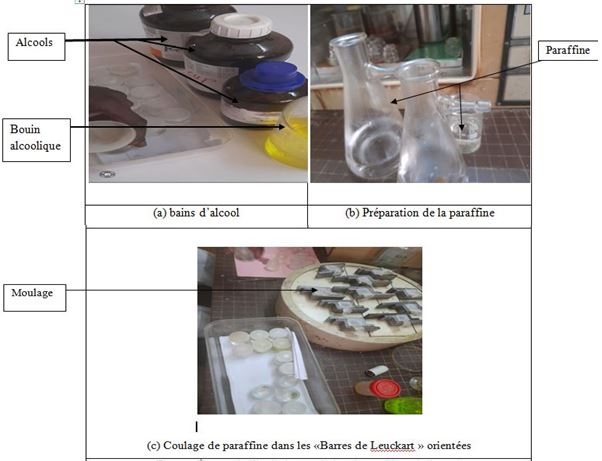 Alcools
Paraffine
Bouin
alcoolique
(a) bains d'alcool
(b) Préparation de la paraffine
Moulage
(c) Coulage de paraffine dans les «Barres de Leuckart » orientées